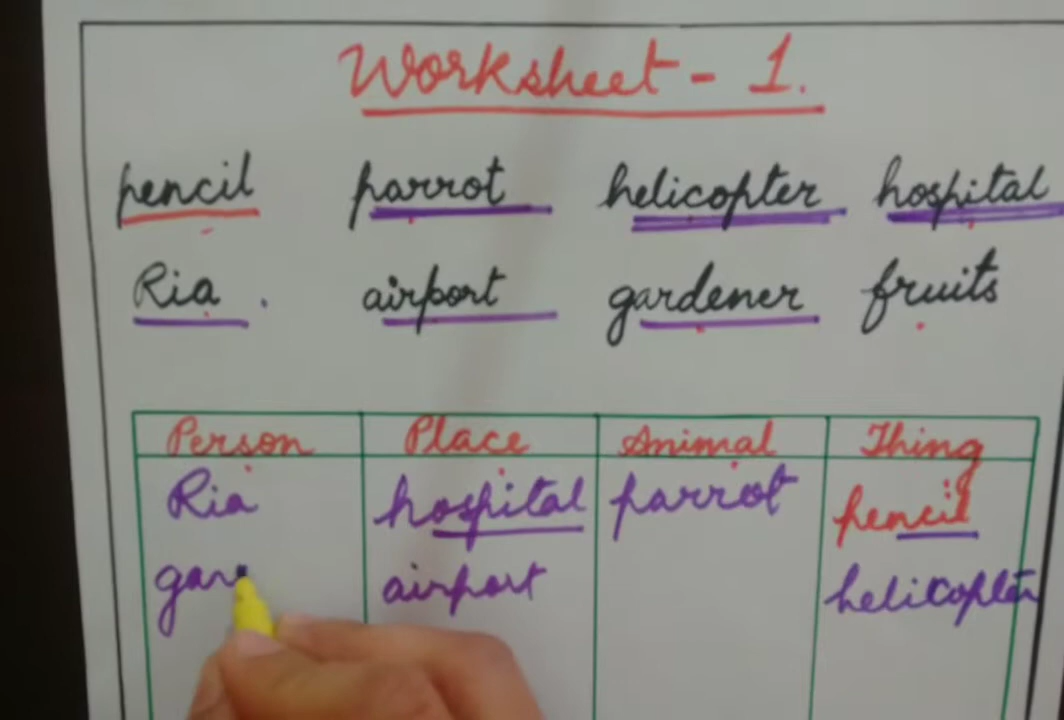 Worksheet - 1.
pencil parrot helicopter hospital
Ria . airport gardener fruits
Person Place Animal Thing
Ria hospital parrot pencil
gar airport helicopter